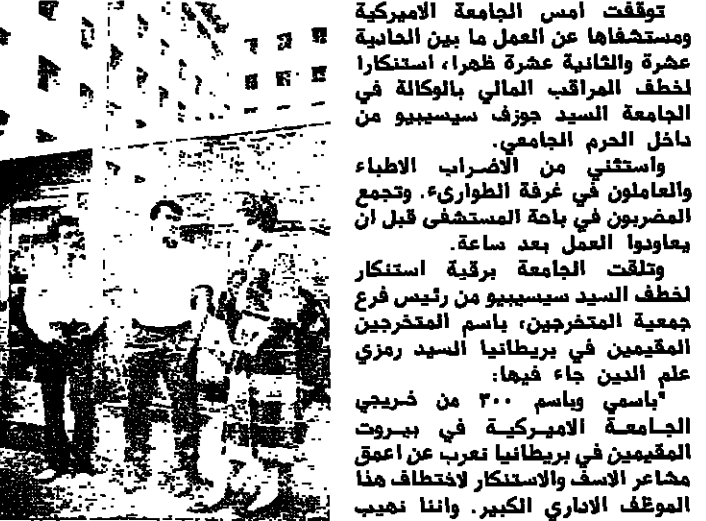 توقفت امس الجامعة الاميركية
ومستشفاها عن العمل ما بين الحادية
عشرة والثانية عشرة ظهرا، استنكارا
لخطف المراقب المالي بالوكالة في
الجامعة السيد جوزف سيسيبيو من
داخل الحرم الجامعي.
واستثني من الاضراب الاطباء
والعاملون في غرفة الطوارىء. وتجمع
المضربون في باحة المستشفى قبل ان
يعاودوا العمل بعد ساعة.
وتلقت الجامعة برقية استنكار
لخطف السيد سيسيبيو من رئيس فرع
جمعية المتخرجين، باسم المتخرجين
المقيمين في بريطانيا السيد رمزي
علم الدين جاء فيها:
"باسمي وباسم ٣٠٠ من خريجي
الجامعة الاميركية في بيروت
المقيمين في بريطانيا نعرب عن اعمق
مشاعر الاسف والاستنكار لاختطاف هذا
الموظف الاداري الكبير. واننا نهيب